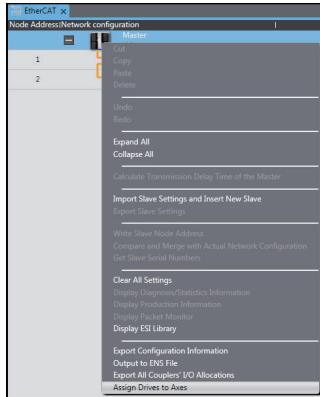 EtherCAT ×
Node Address|Network configuration
Master
1
2
Cut
Copy
Paste
Delete
Undo
Redo
Expand All
Collapse All
Calculate Transmission Delay Time of the Master
Import Slave Settings and Insert New Slave
Export Slave Settings
Write Slave Node Address
Compare and Merge with Actual Network Configuration
Get Slave Serial Numbers
Clear All Settings
Display Diagnosis/Statistics Information
Display Production Information
Display Packet Monitor
Display ESI Library
Export Configuration Information
Output to ENS File
Export All Couplers' I/O Allocations
Assign Drives to Axes